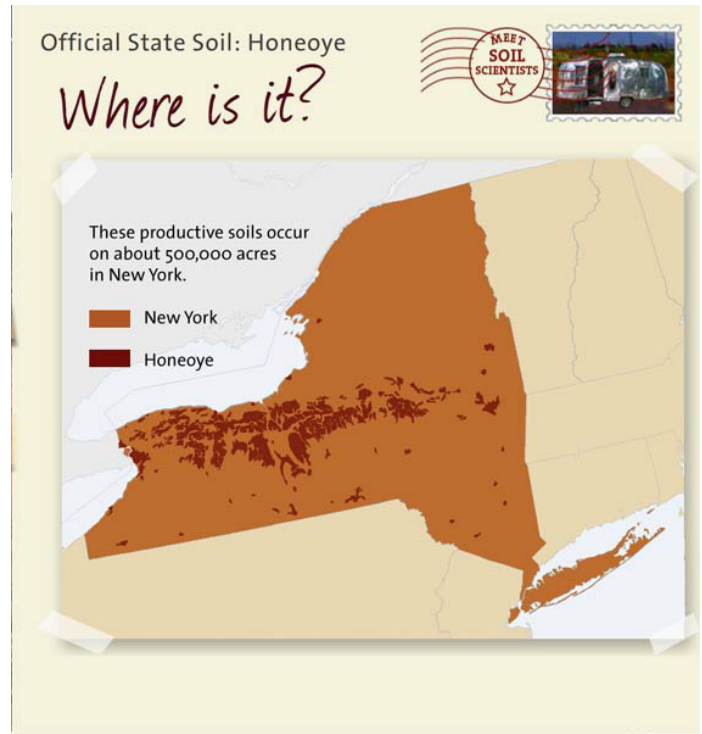 Official State Soil: Honeoye
Where is it?
MEET
SOIL
SCIENTISTS
These productive soils occur
on about 500,000 acres
in New York.
New York
Honeoye